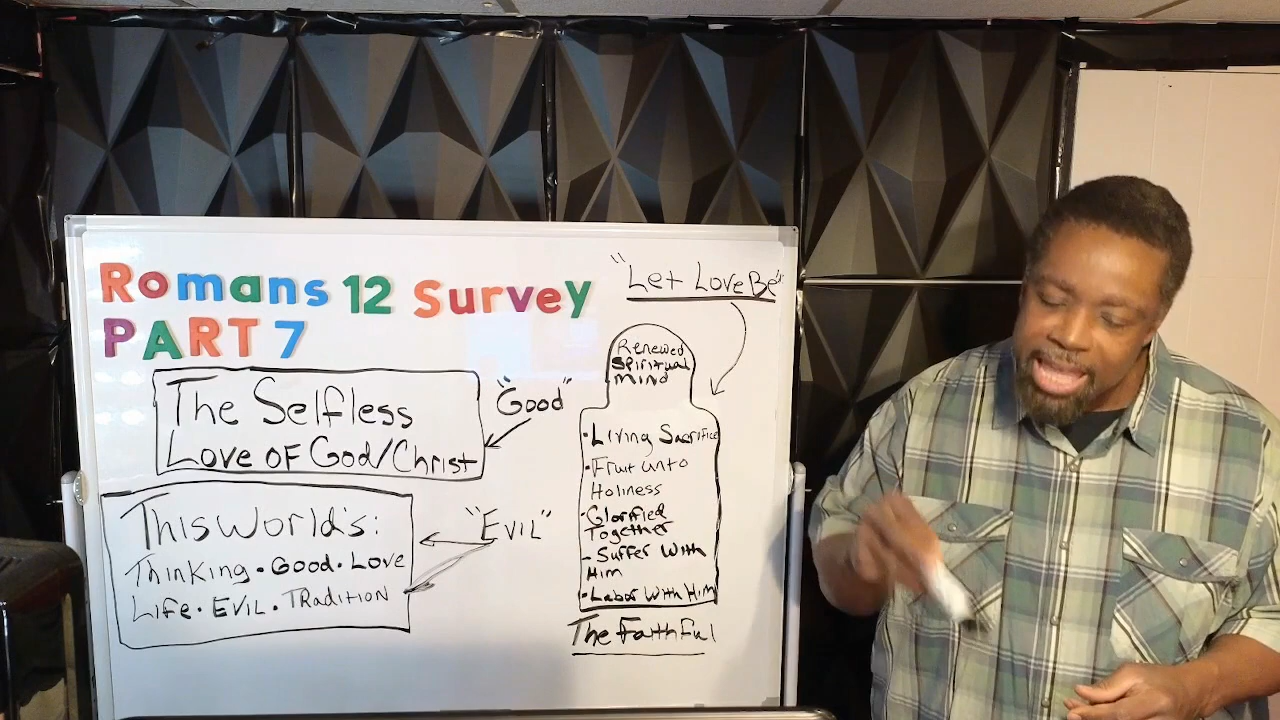 Romans 12 Survey
PART 7
"Let Love Be"
The Selfless
Love of God/Christ
"Good"
This World's:
Thinking • Good • Love
Life • Evil • Tradition
"Evil"
Renewed
Spiritual
Mind
• Living Sacrifice
• Fruit unto
Holiness
• Glorified
Together
- Suffer With
Him
• Labor With Him
The Faithful